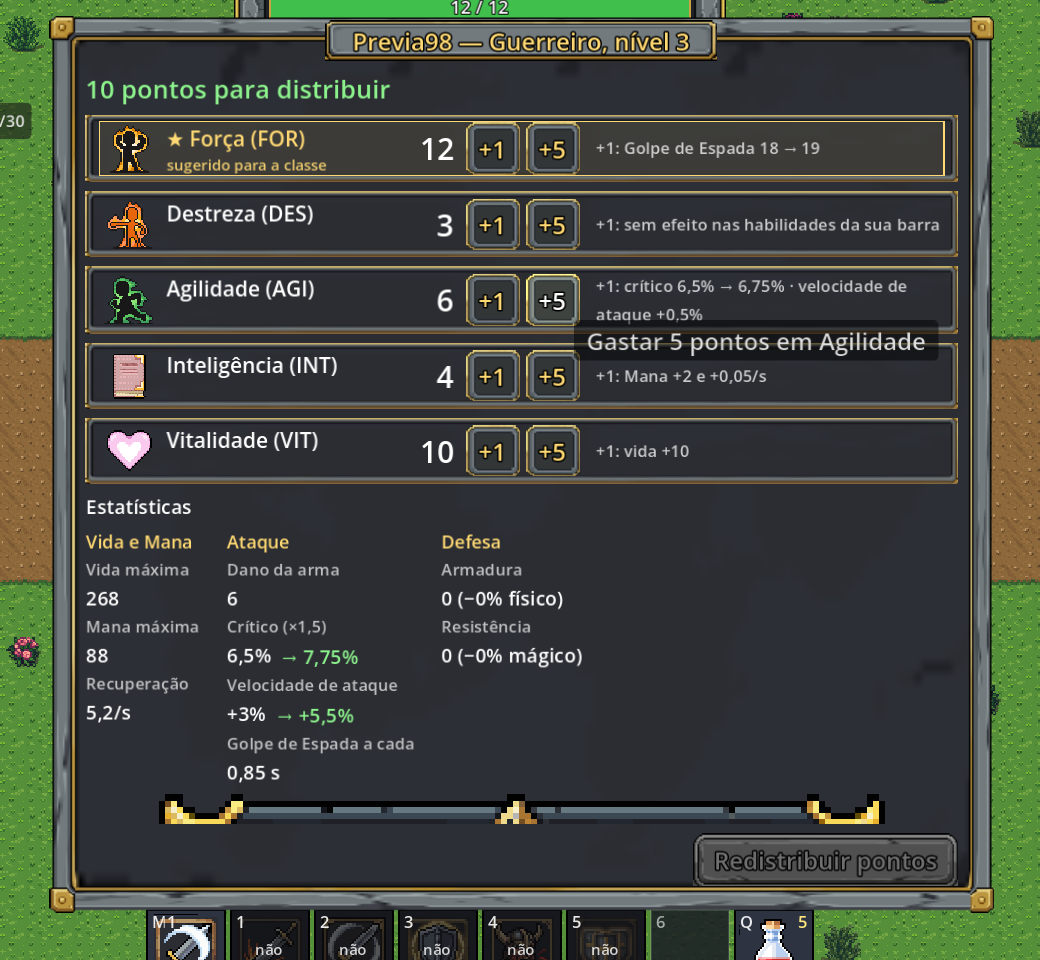 12 / 12
Previa98 — Guerreiro, nível 3
10 pontos para distribuir
/30
★ Força (FOR)
sugerido para a classe
12
+1
+5
+1: Golpe de Espada 18 → 19
Destreza (DES)
3
+1
+5
+1: sem efeito nas habilidades da sua barra
Agilidade (AGI)
6
+1
+5
+1: crítico 6,5% → 6,75% · velocidade de
ataque +0,5%
Gastar 5 pontos em Agilidade
Inteligência (INT)
4
+1
+5
+1: Mana +2 e +0,05/s
Vitalidade (VIT)
10
+1
+5
+1: vida +10
Estatísticas
Vida e Mana
Vida máxima
268
Mana máxima
88
Recuperação
5,2/s
Ataque
Dano da arma
6
Crítico (×1,5)
6,5% → 7,75%
Velocidade de ataque
+3% → +5,5%
Golpe de Espada a cada
0,85 s
Defesa
Armadura
0 (−0% físico)
Resistência
0 (−0% mágico)
Redistribuir pontos
M1
1
não
2
não
3
não
4
não
5
não
6
Q
5